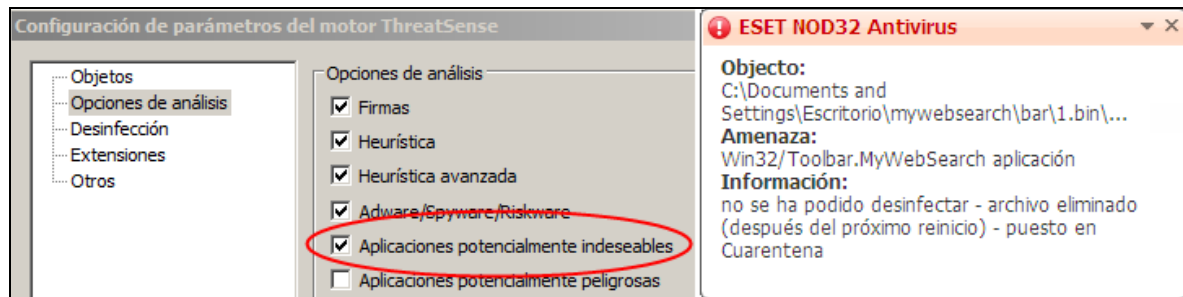 Configuración de parámetros del motor ThreatSense
Objetos
Opciones de análisis
Desinfección
Extensiones
Otros
Opciones de análisis
Firmas
Heurística
Heurística avanzada
Adware/Spyware/Riskware
Aplicaciones potencialmente indeseables
Aplicaciones potencialmente peligrosas
ESET NOD32 Antivirus
Objecto:
C:\Documents and
Settings\Escritorio\mywebsearch\bar\1.bin\...
Amenaza:
Win32/Toolbar.MyWebSearch aplicación
Información:
no se ha podido desinfectar - archivo eliminado
(después del próximo reinicio) - puesto en
Cuarentena